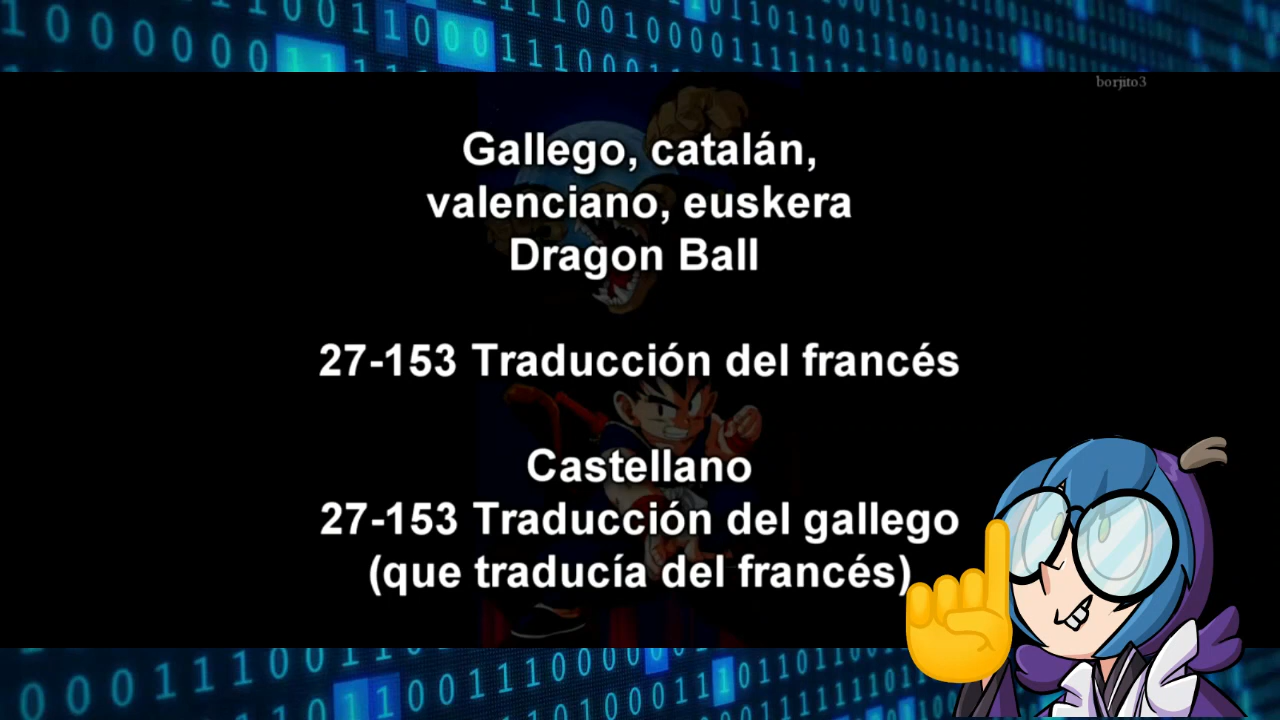 borjito3
Gallego, catalán,
valenciano, euskera
Dragon Ball
27-153 Traducción del francés
Castellano
27-153 Traducción del gallego
(que traducía del francés)